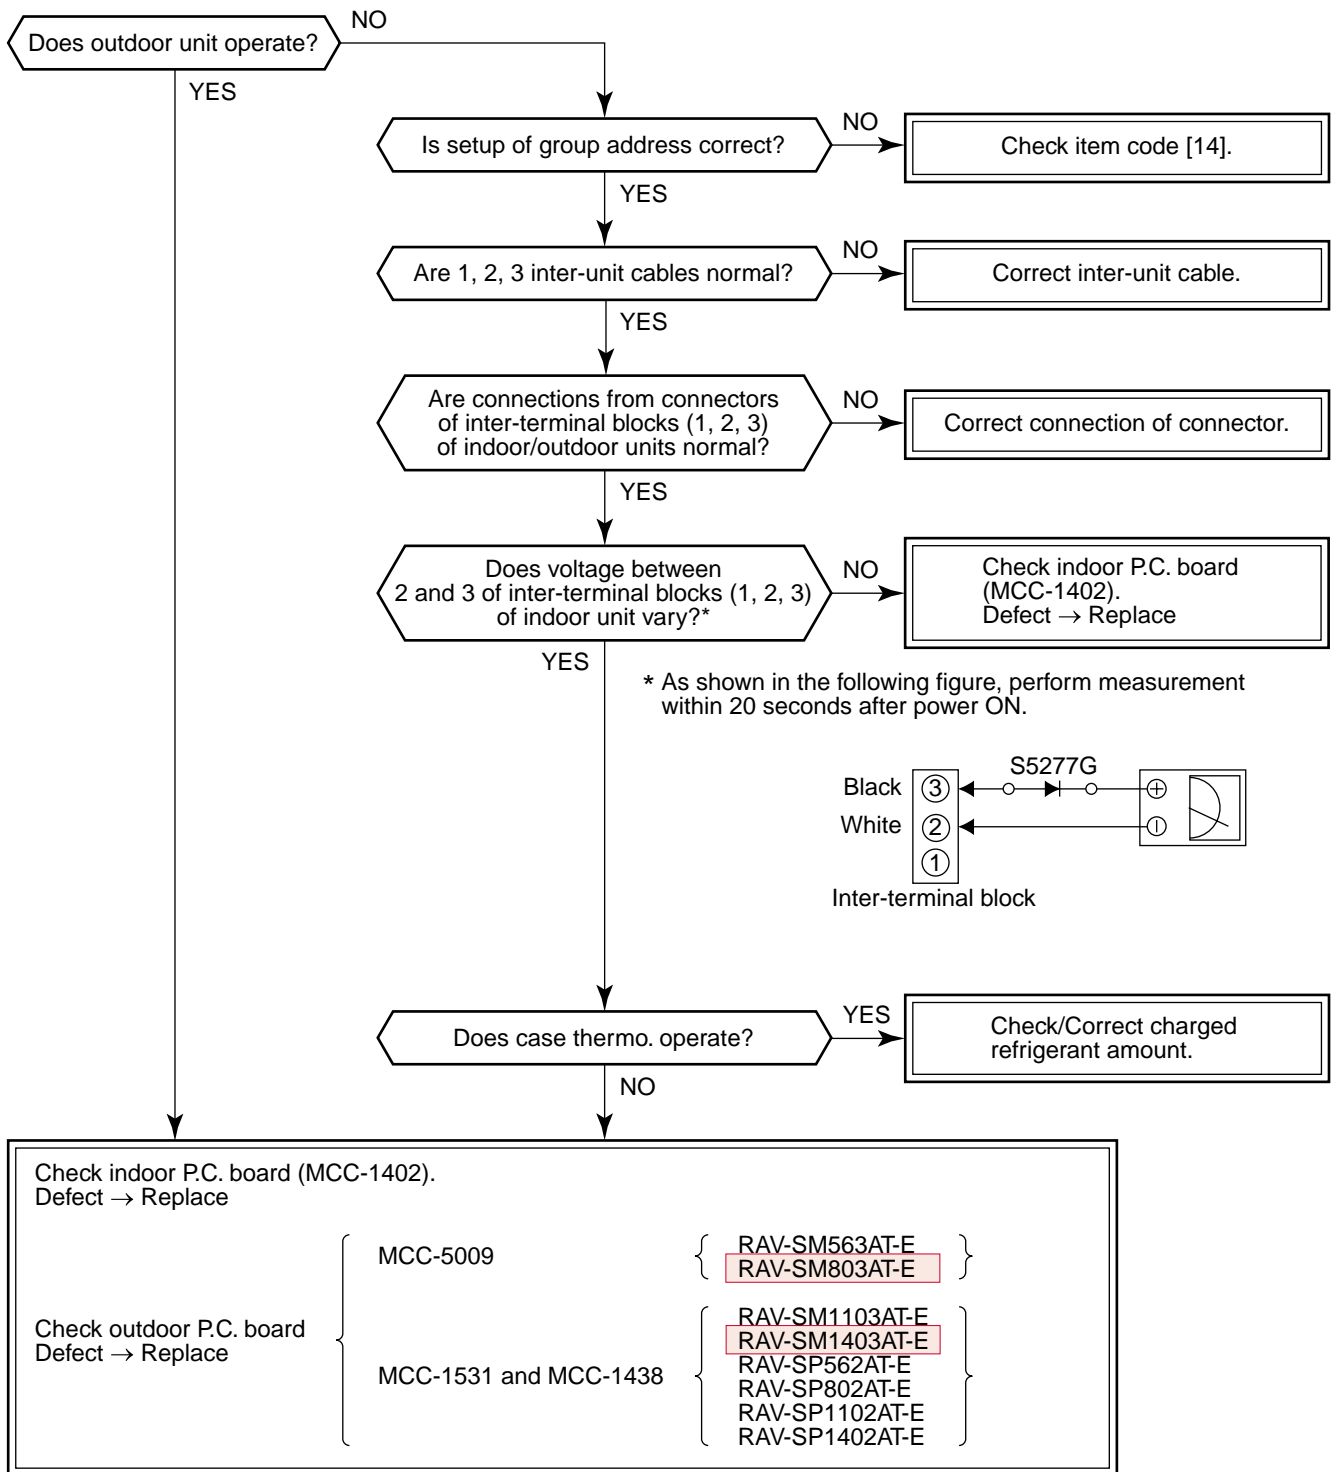 Does outdoor unit operate?
NO
YES
Is setup of group address correct?
NO
Check item code [14].
YES
Are 1, 2, 3 inter-unit cables normal?
NO
Correct inter-unit cable.
YES
Are connections from connectors
of inter-terminal blocks (1, 2, 3)
of indoor/outdoor units normal?
NO
Correct connection of connector.
YES
Does voltage between
2 and 3 of inter-terminal blocks (1, 2, 3)
of indoor unit vary?*
NO
Check indoor P.C. board
(MCC-1402).
Defect → Replace
YES
* As shown in the following figure, perform measurement
within 20 seconds after power ON.
S5277G
Black ③ +
White ② −
①
Inter-terminal block
Does case thermo. operate?
YES
Check/Correct charged
refrigerant amount.
NO
Check indoor P.C. board (MCC-1402).
Defect → Replace
Check outdoor P.C. board
Defect → Replace
MCC-5009
RAV-SM563AT-E
RAV-SM803AT-E
MCC-1531 and MCC-1438
RAV-SM1103AT-E
RAV-SM1403AT-E
RAV-SP562AT-E
RAV-SP802AT-E
RAV-SP1102AT-E
RAV-SP1402AT-E